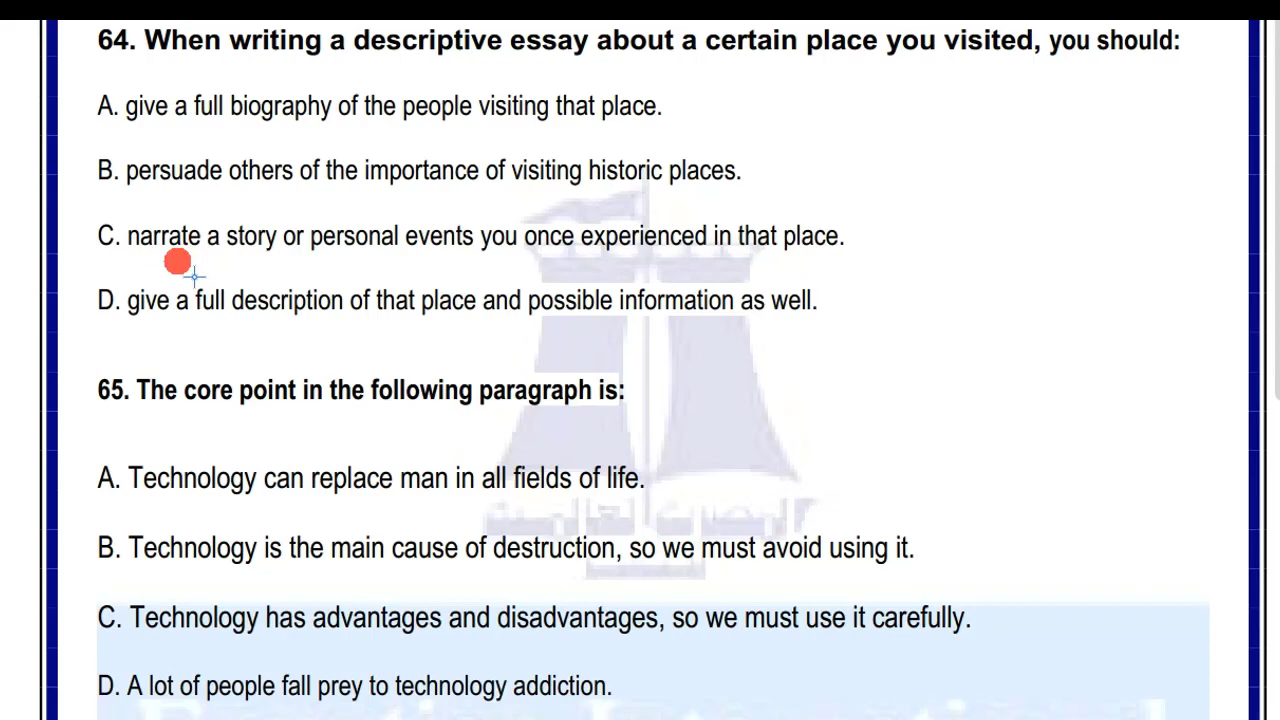 64. When writing a descriptive essay about a certain place you visited, you should:
A. give a full biography of the people visiting that place.
B. persuade others of the importance of visiting historic places.
C. narrate a story or personal events you once experienced in that place.
D. give a full description of that place and possible information as well.
65. The core point in the following paragraph is:
A. Technology can replace man in all fields of life.
B. Technology is the main cause of destruction, so we must avoid using it.
C. Technology has advantages and disadvantages, so we must use it carefully.
D. A lot of people fall prey to technology addiction.